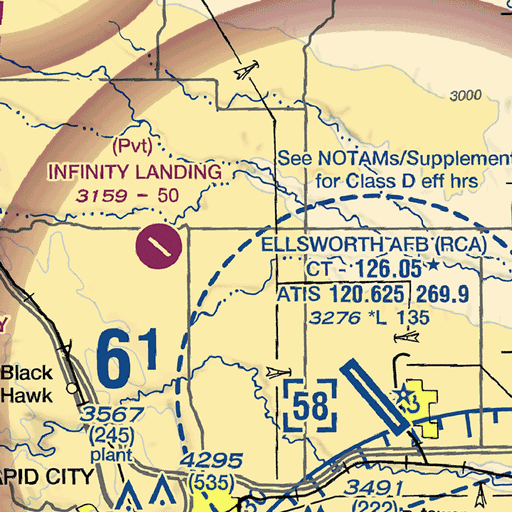 3000
(Pvt)
INFINITY LANDING
3159 - 50
See NOTAMs/Supplement
for Class D eff hrs
ELLSWORTH AFB (RCA)
CT - 126.05★
ATIS 120.625 269.9
3276 *L 135
Y
6¹
Black
Hawk
3567
(245)
plant
58
4295
(535)
APID CITY
3491
(222)